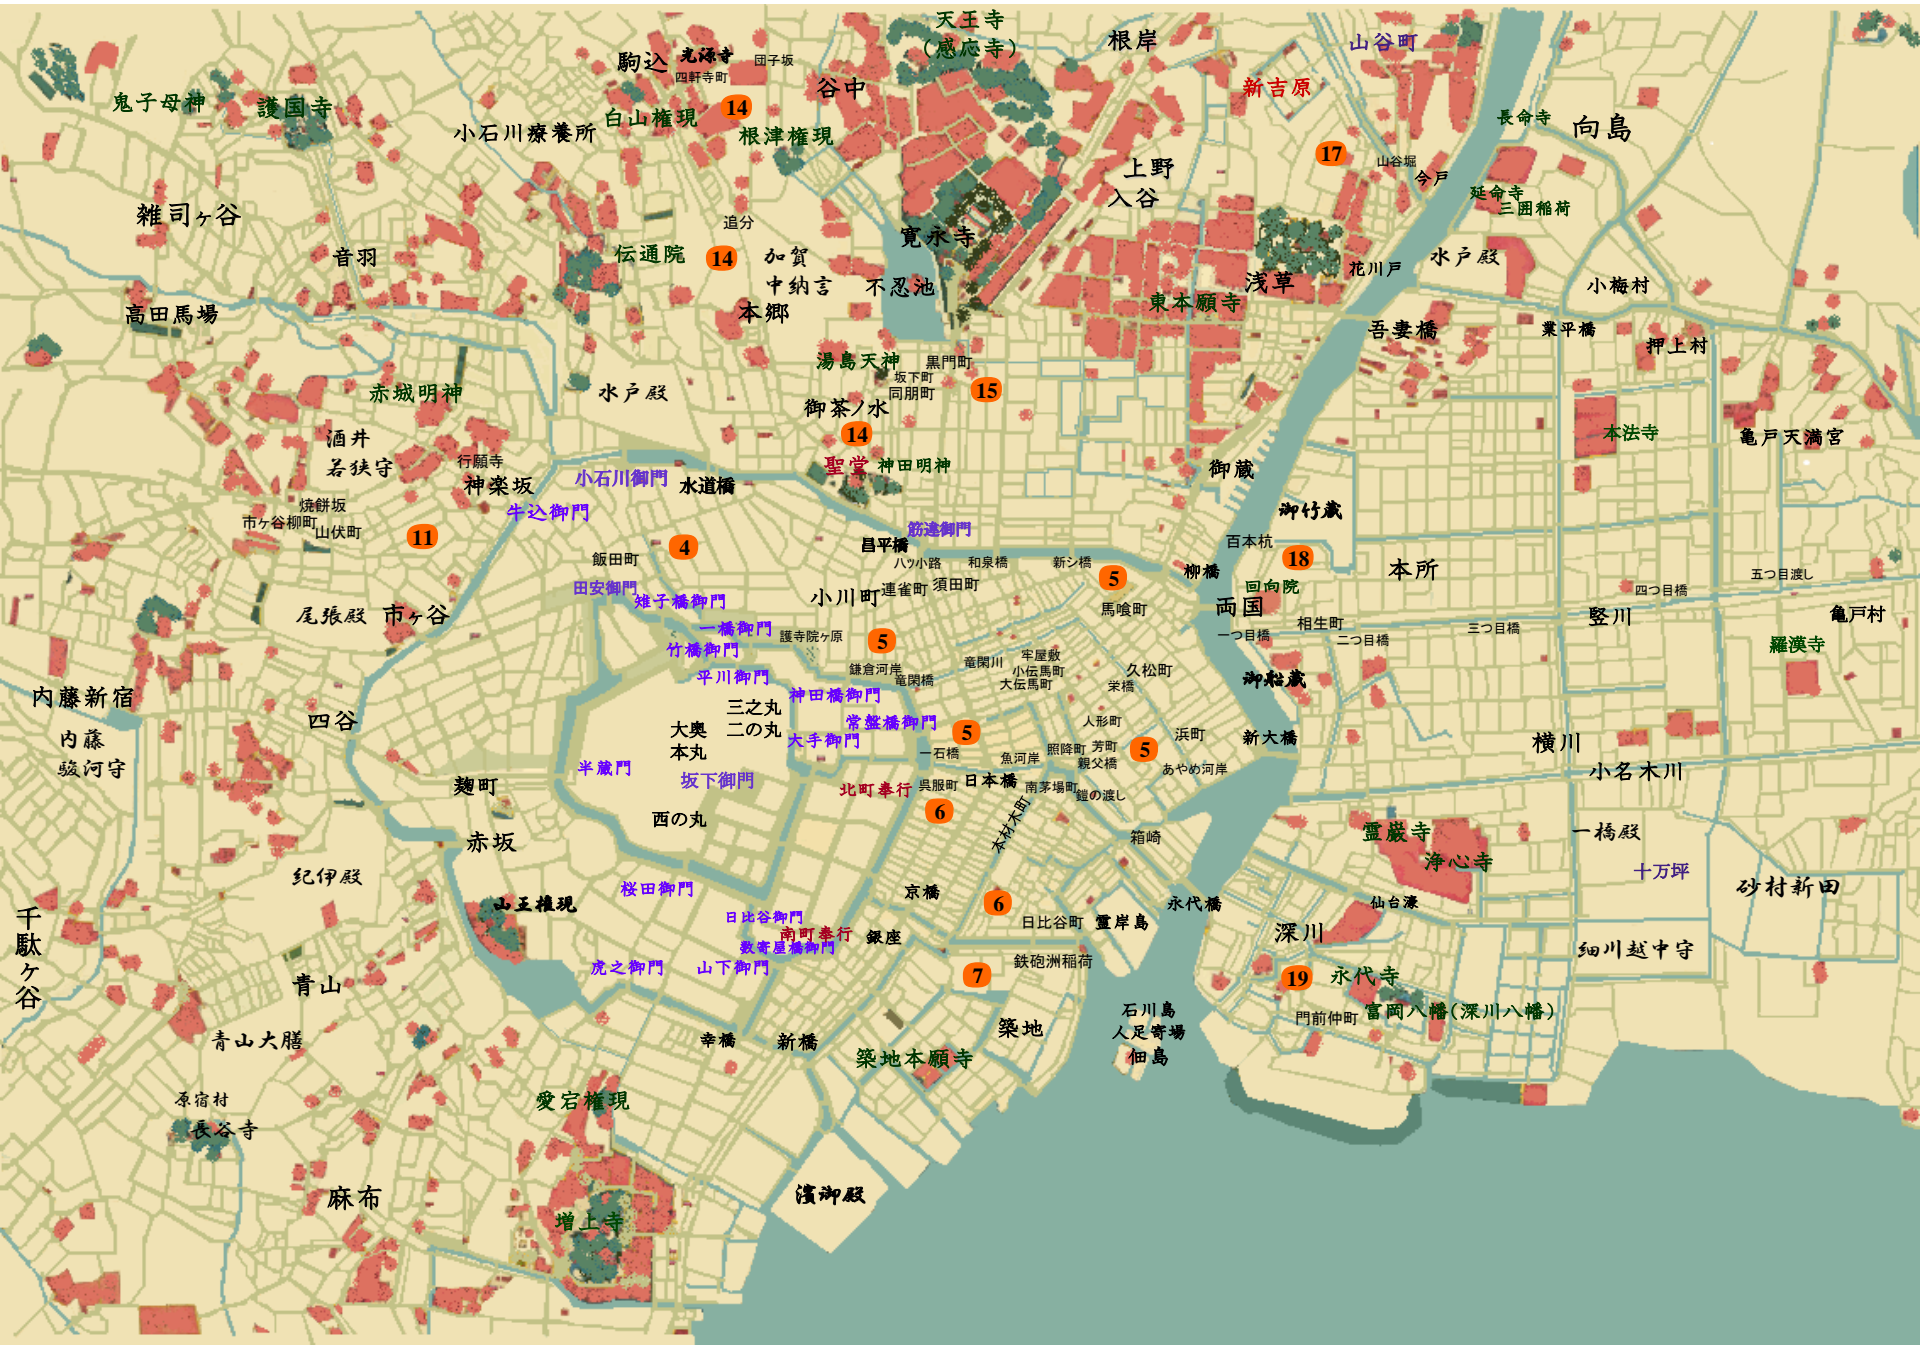 天王寺
(感応寺)
根岸
山谷町
駒込
光源寺
団子坂
四軒寺町
谷中
新吉原
鬼子母神
護国寺
小石川療養所
白山権現
14
根津権現
長命寺
向島
17
山谷堀
今戸
上野
入谷
延命寺
三囲稲荷
雑司ヶ谷
追分
音羽
伝通院
14
加賀
中納言
寛永寺
不忍池
浅草
花川戸
水戸殿
小梅村
高田馬場
本郷
東本願寺
吾妻橋
業平橋
押上村
湯島天神
黒門町
坂下町
同朋町
15
赤城明神
水戸殿
御茶ノ水
14
本法寺
亀戸天満宮
酒井
若狭守
行願寺
神楽坂
小石川御門
水道橋
聖堂
神田明神
御蔵
焼餅坂
市ヶ谷柳町
山伏町
11
牛込御門
筋違御門
昌平橋
御竹蔵
百本杭
18
飯田町
4
八ツ小路
和泉橋
新シ橋
5
柳橋
本所
田安御門
雉子橋御門
小川町
連雀町
須田町
馬喰町
回向院
両国
四つ目橋
五つ目渡し
尾張殿
市ヶ谷
一橋御門
竹橋御門
護寺院ヶ原
5
一つ目橋
相生町
二つ目橋
三つ目橋
竪川
亀戸村
羅漢寺
平川御門
鎌倉河岸
竜閑橋
竜閑川
牢屋敷
小伝馬町
大伝馬町
久松町
栄橋
御船蔵
内藤新宿
四谷
三之丸
神田橋御門
大奥
二の丸
常盤橋御門
本丸
大手御門
5
人形町
浜町
新大橋
横川
内藤
駿河守
半蔵門
坂下御門
一石橋
魚河岸
照降町
芳町
親父橋
5
あやめ河岸
小名木川
麹町
北町奉行
呉服町
日本橋
南茅場町
鎧の渡し
西の丸
6
本材木町
箱崎
霊巌寺
浄心寺
一橋殿
赤坂
十万坪
砂村新田
紀伊殿
桜田御門
京橋
6
永代橋
仙台濠
千駄ヶ谷
山王権現
日比谷御門
南町奉行
数寄屋橋御門
銀座
日比谷町
霊岸島
深川
細川越中守
虎之御門
山下御門
7
鉄砲洲稲荷
19
永代寺
青山
石川島
人足寄場
佃島
門前仲町
富岡八幡(深川八幡)
青山大膳
幸橋
新橋
築地
築地本願寺
原宿村
長谷寺
愛宕権現
麻布
濱御殿
増上寺